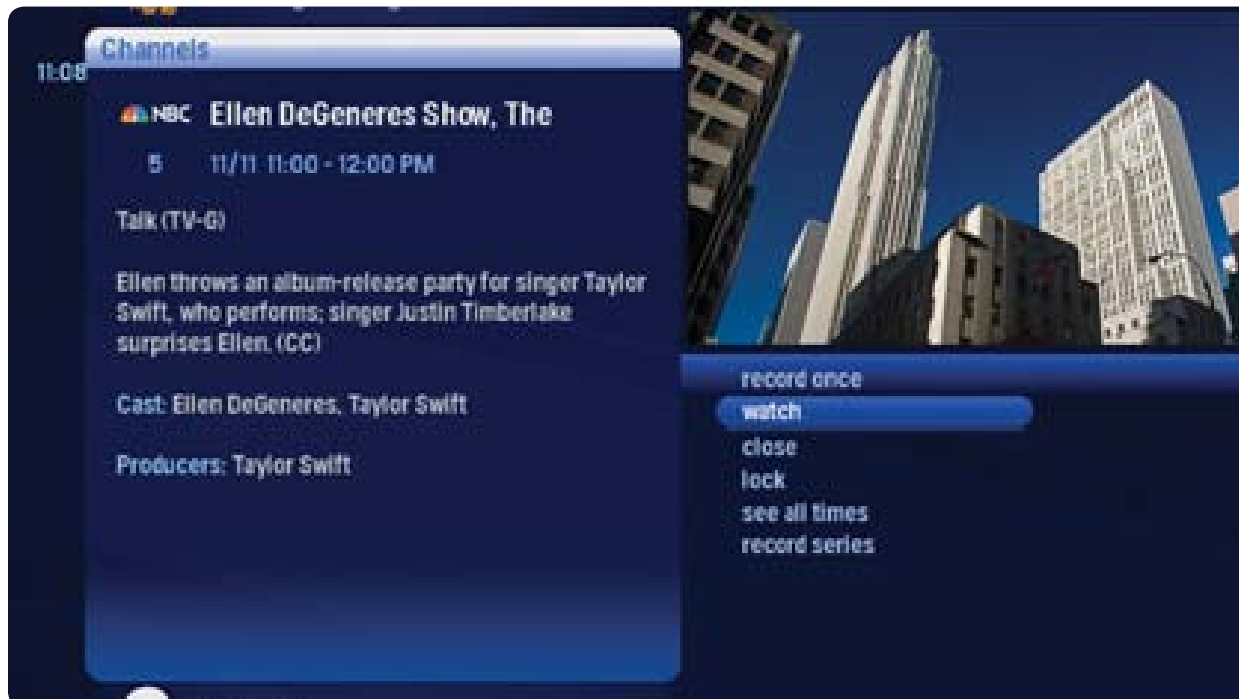 Channels
11:08
NBC Ellen DeGeneres Show, The
5 11/11 11:00 - 12:00 PM
Talk (TV-G)
Ellen throws an album-release party for singer Taylor
Swift, who performs; singer Justin Timberlake
surprises Ellen. (CC)
Cast: Ellen DeGeneres, Taylor Swift
Producers: Taylor Swift
record once
watch
close
lock
see all times
record series